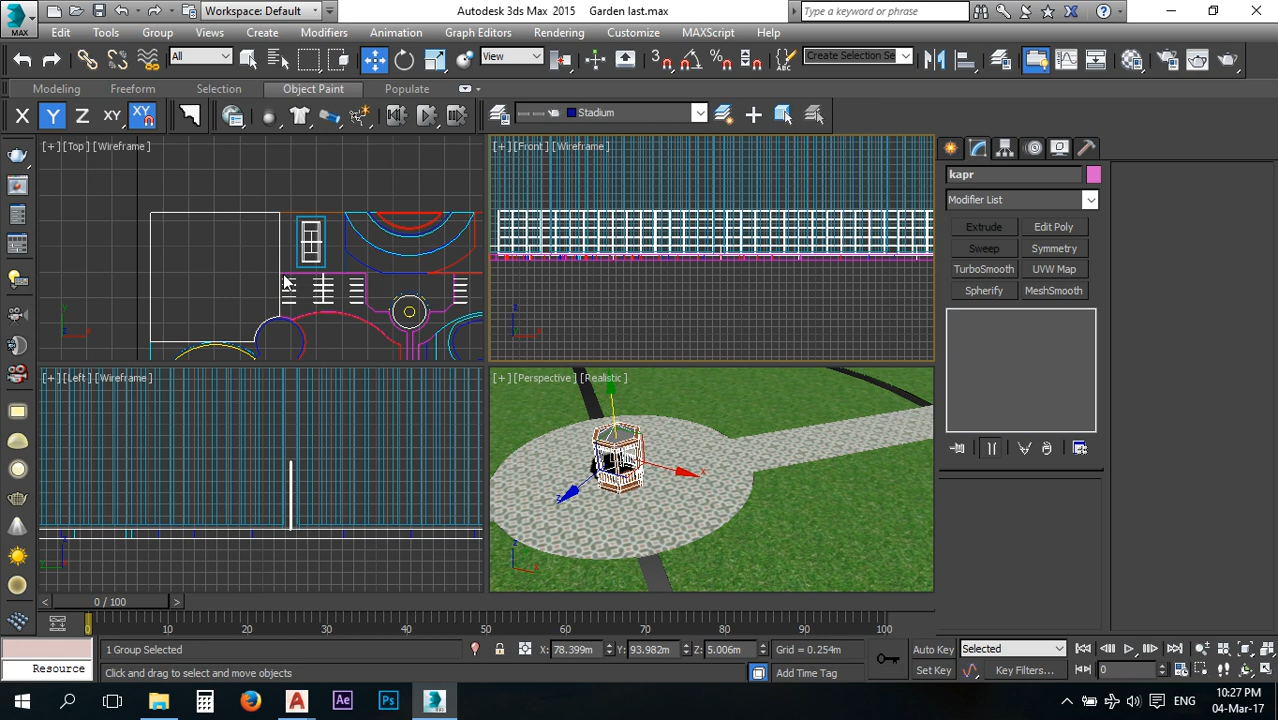 MAX
Workspace: Default
Autodesk 3ds Max 2015 Garden last.max
Type a keyword or phrase
Edit Tools Group Views Create Modifiers Animation Graph Editors Rendering Customize MAXScript Help
All
View
Create Selection Se
Modeling Freeform Selection Object Paint Populate
X Y Z XY XY
Stadium
[+] [Top] [Wireframe]
[+] [Front] [Wireframe]
kapr
Modifier List
Extrude Edit Poly
Sweep Symmetry
TurboSmooth UVW Map
Spherify MeshSmooth
[+] [Left] [Wireframe]
[+] [Perspective] [Realistic]
< 0 / 100 >
0 10 20 30 40 50 60 70 80 90 100
1 Group Selected
X: 78.399m Y: 93.982m Z: 5.006m Grid = 0.254m
Auto Key Selected
Resource
Click and drag to select and move objects
Add Time Tag
Set Key Key Filters... 0
ENG
10:27 PM
04-Mar-17